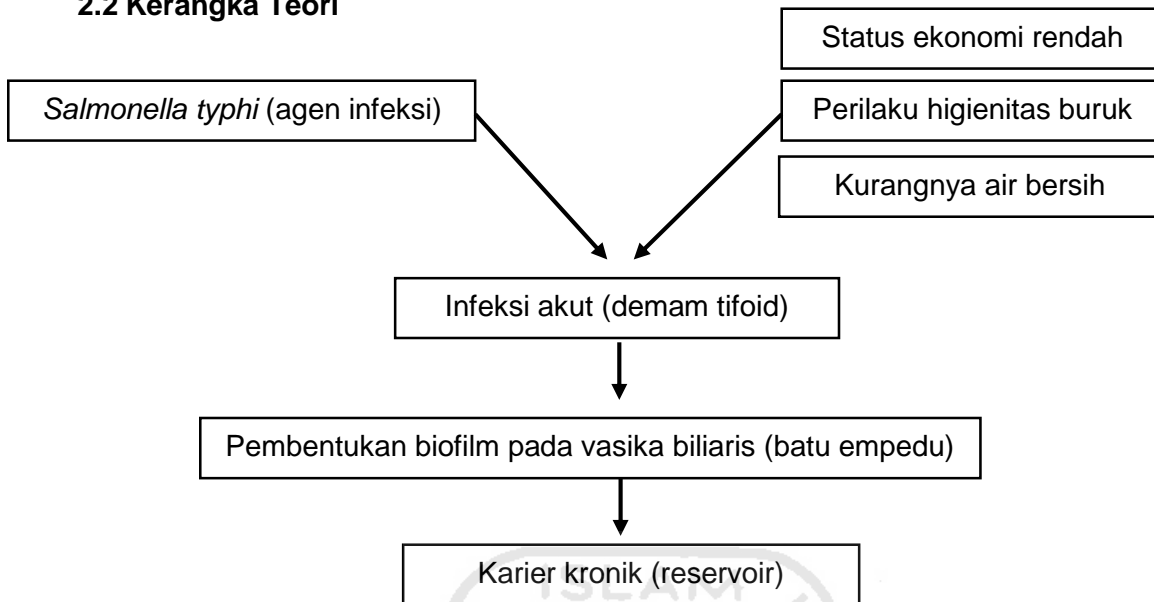 2.2 Kerangka Teori
Status ekonomi rendah
Salmonella typhi (agen infeksi)
Perilaku higienitas buruk
Kurangnya air bersih
Infeksi akut (demam tifoid)
Pembentukan biofilm pada vasika biliaris (batu empedu)
Karier kronik (reservoir)
ISLAM